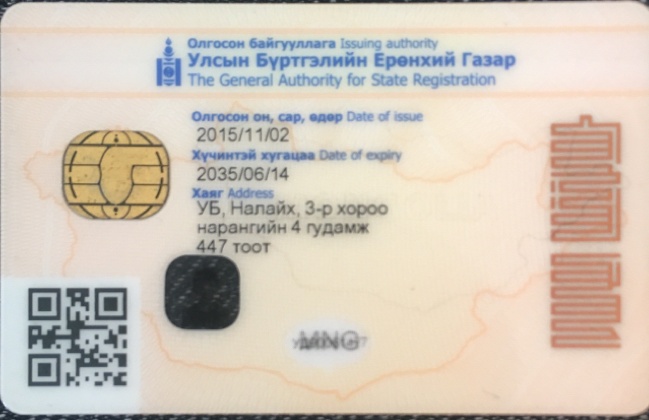 Олгосон байгууллага Issuing authority
Улсын Бүртгэлийн Ерөнхий Газар
The General Authority for State Registration
Олгосон он, сар, өдөр Date of issue
2015/11/02
Хүчинтэй хугацаа Date of expiry
2035/06/14
Хаяг Address
УБ, Налайх, 3-р хороо
нарангийн 4 гудамж
447 тоот
MNG